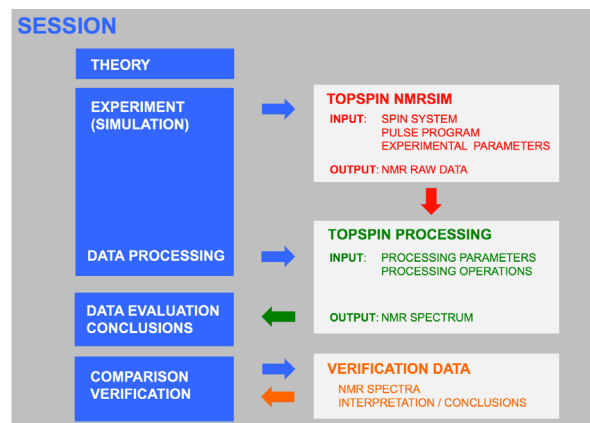 SESSION
THEORY
EXPERIMENT
(SIMULATION)
DATA PROCESSING
TOPSPIN NMRSIM
INPUT: SPIN SYSTEM
PULSE PROGRAM
EXPERIMENTAL PARAMETERS
OUTPUT: NMR RAW DATA
TOPSPIN PROCESSING
INPUT: PROCESSING PARAMETERS
PROCESSING OPERATIONS
OUTPUT: NMR SPECTRUM
DATA EVALUATION
CONCLUSIONS
COMPARISON
VERIFICATION
VERIFICATION DATA
NMR SPECTRA
INTERPRETATION / CONCLUSIONS